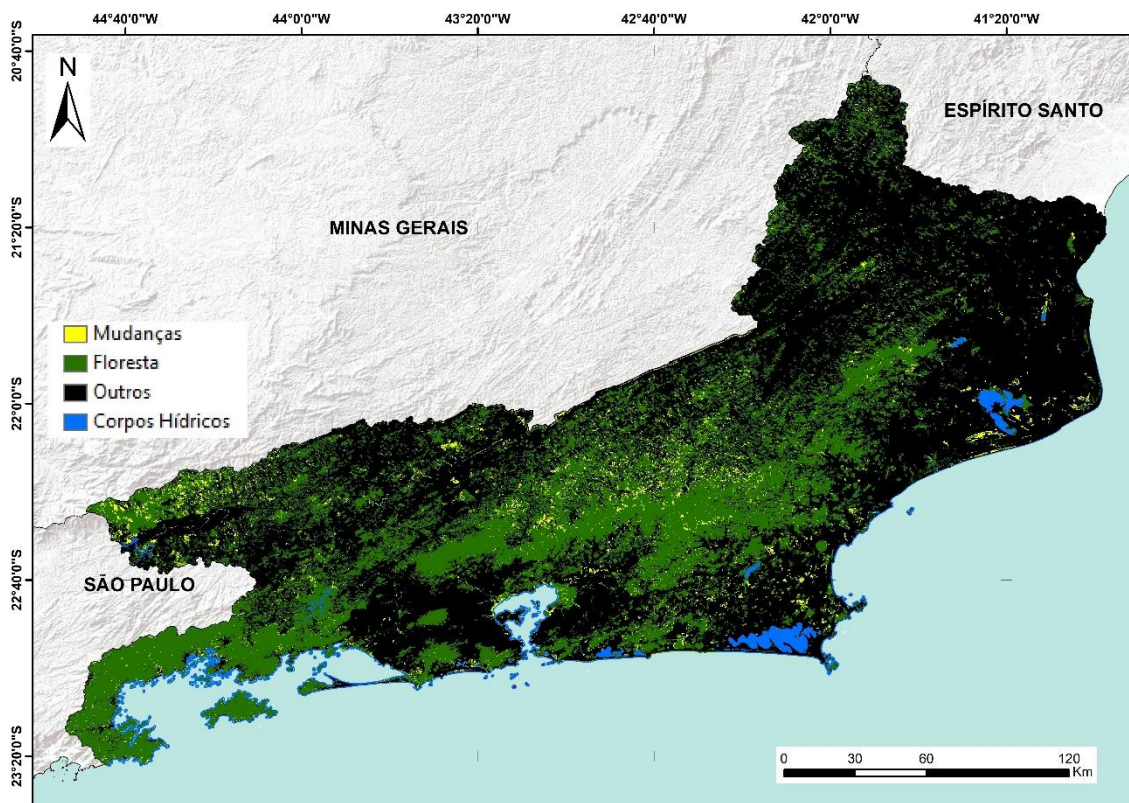 44°40'0"W 44°0'0"W 43°20'0"W 42°40'0"W 42°0'0"W 41°20'0"W
20°40'0"S
N
ESPÍRITO SANTO
21°20'0"S
MINAS GERAIS
Mudanças
Floresta
Outros
Corpos Hídricos
22°0'0"S
22°40'0"S
SÃO PAULO
23°20'0"S
0 30 60 120
Km